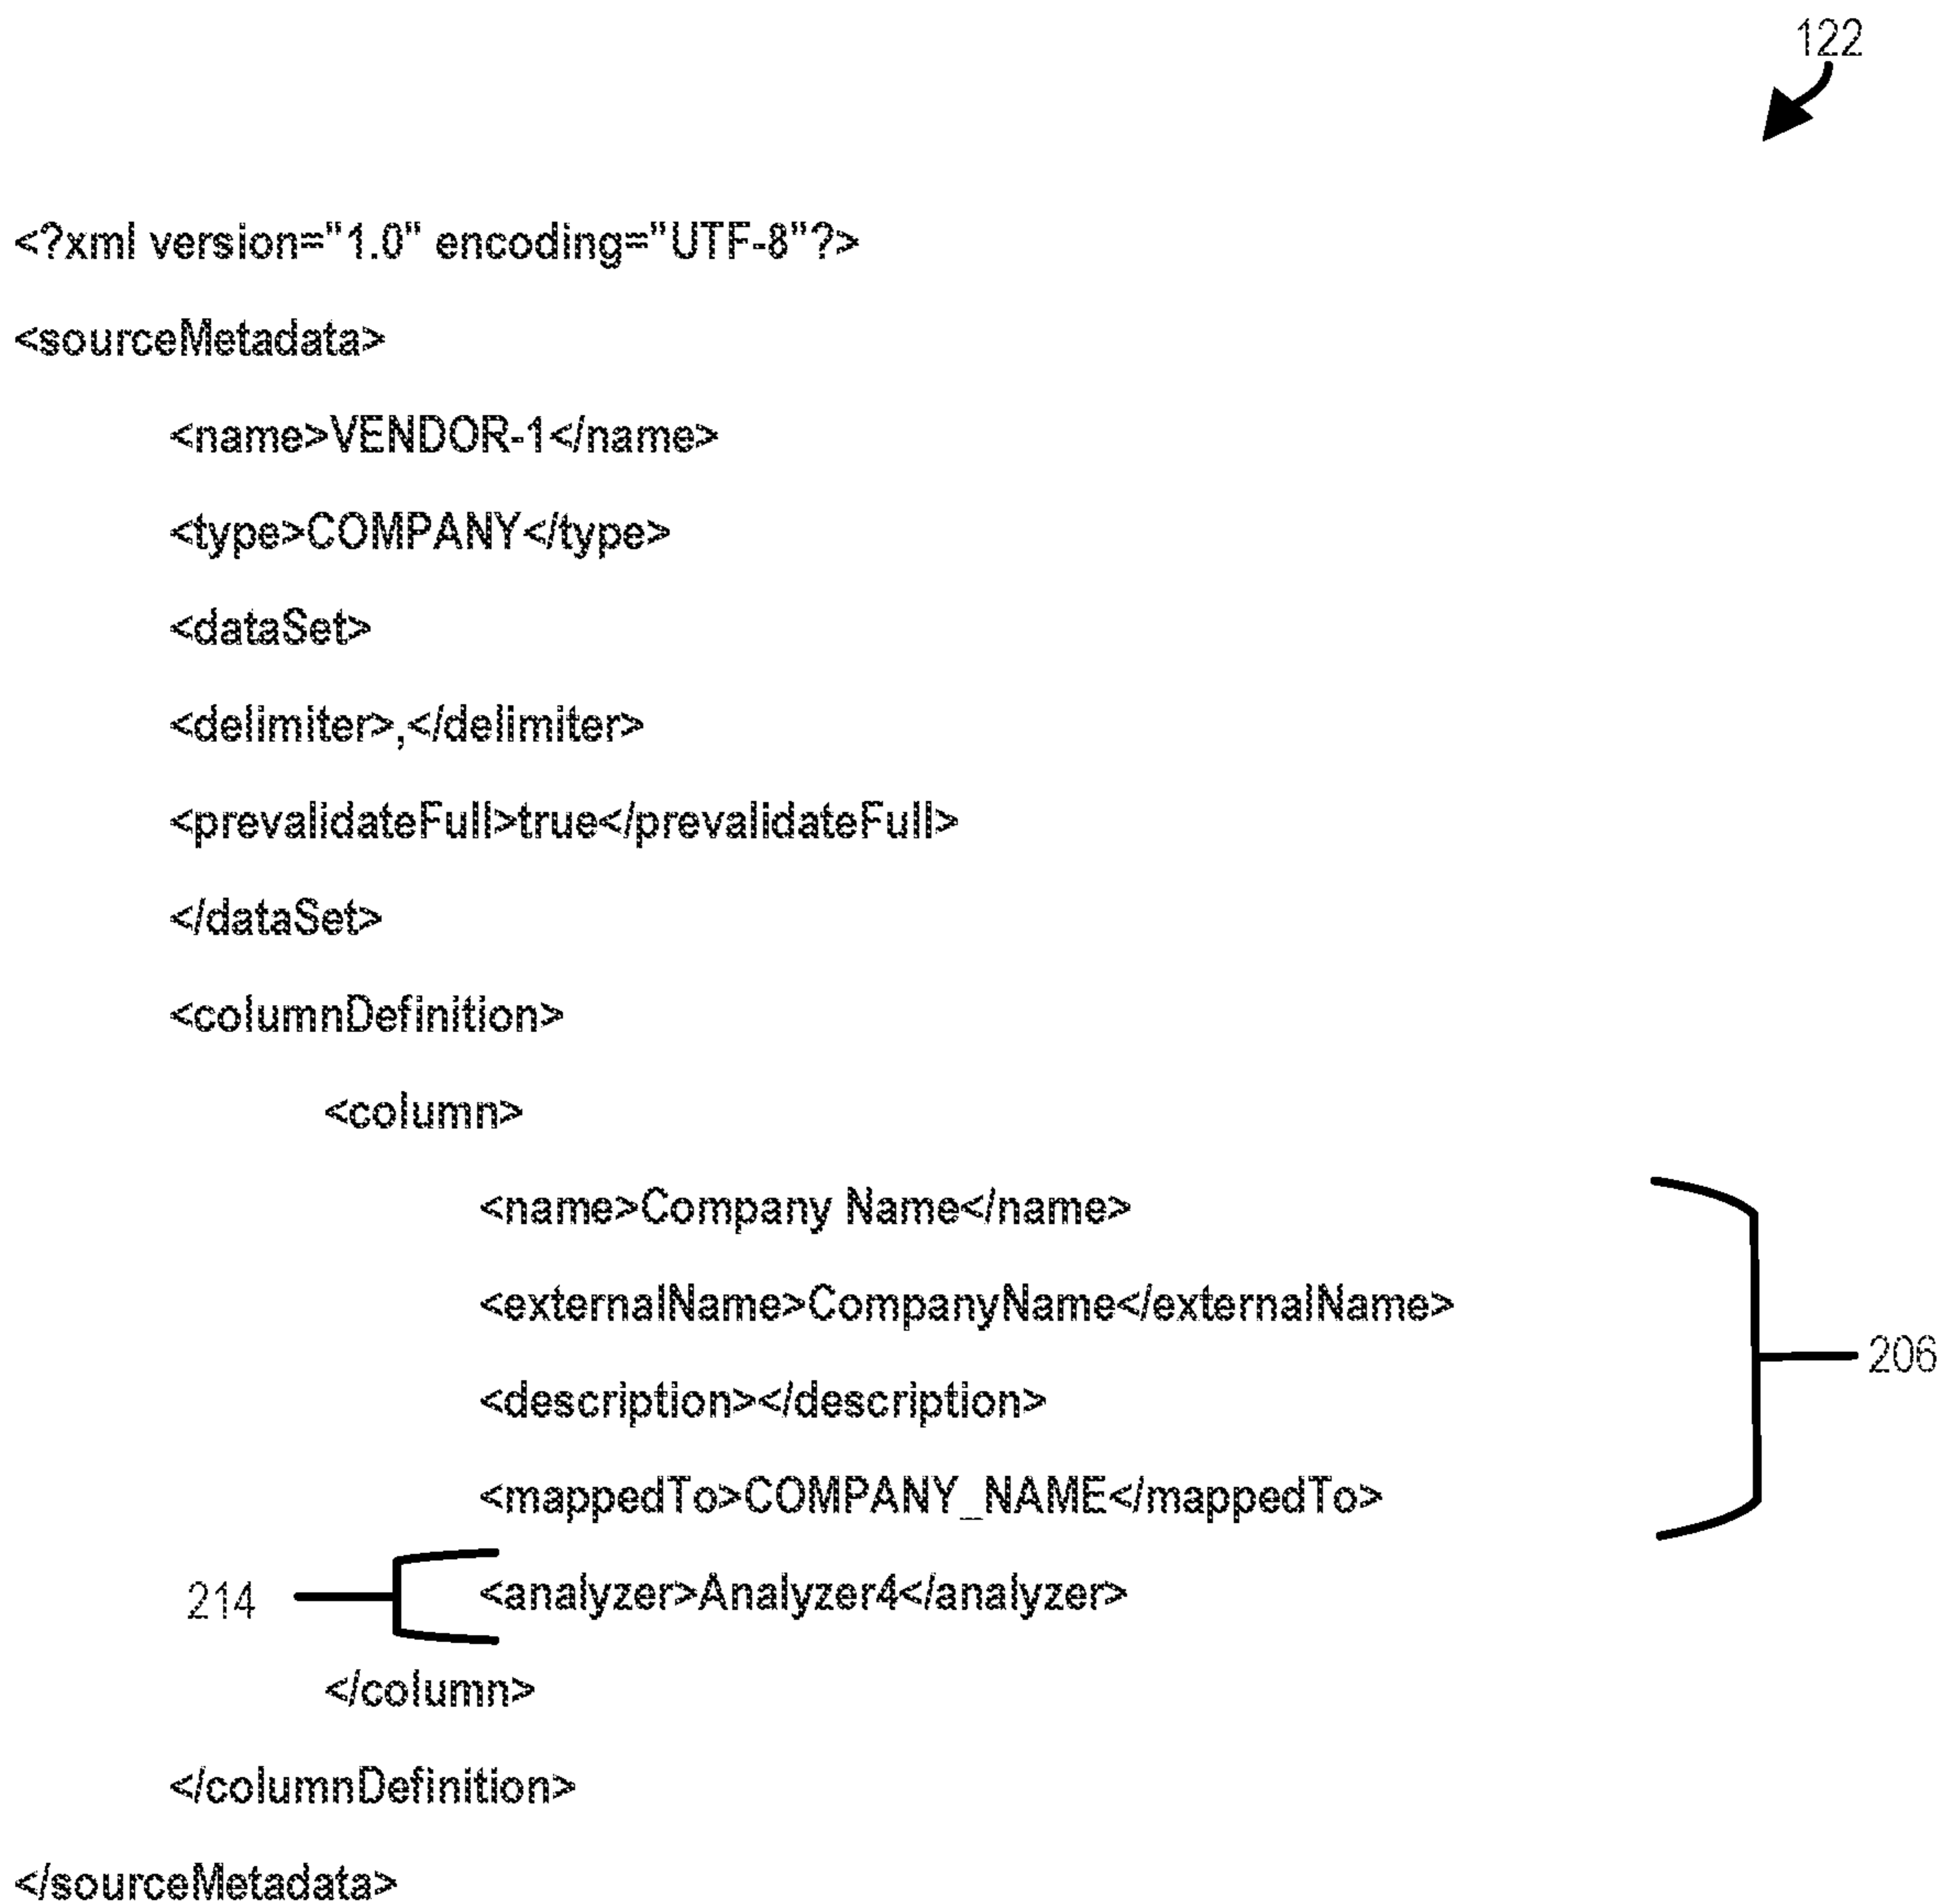 122
<?xml version="1.0" encoding="UTF-8"?>
<sourceMetadata>
<name>VENDOR-1</name>
<type>COMPANY</type>
<dataSet>
<delimiter>,</delimiter>
<prevalidateFull>true</prevalidateFull>
</dataSet>
<columnDefinition>
<column>
<name>Company Name</name>
<externalName>CompanyName</externalName>
206
<description></description>
<mappedTo>COMPANY_NAME</mappedTo>
214 <analyzer>Analyzer4</analyzer>
</column>
</columnDefinition>
</sourceMetadata>